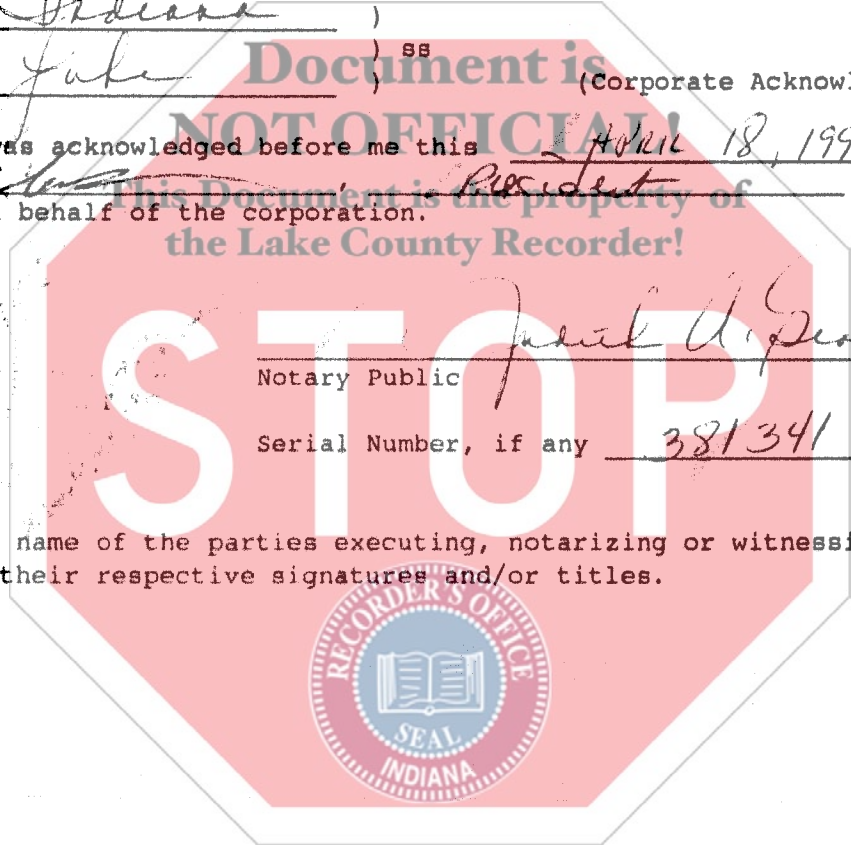 Indiana )
) ss
Lake ) (Corporate Acknowl
was acknowledged before me this APRIL 18, 199
, President
behalf of the corporation.
Notary Public
Serial Number, if any 381341
name of the parties executing, notarizing or witnessi
their respective signatures and/or titles.
Document is
NOT OFFICIAL!
This Document is the property of
the Lake County Recorder!
STOP
RECORDER'S OFFICE
SEAL
INDIANA